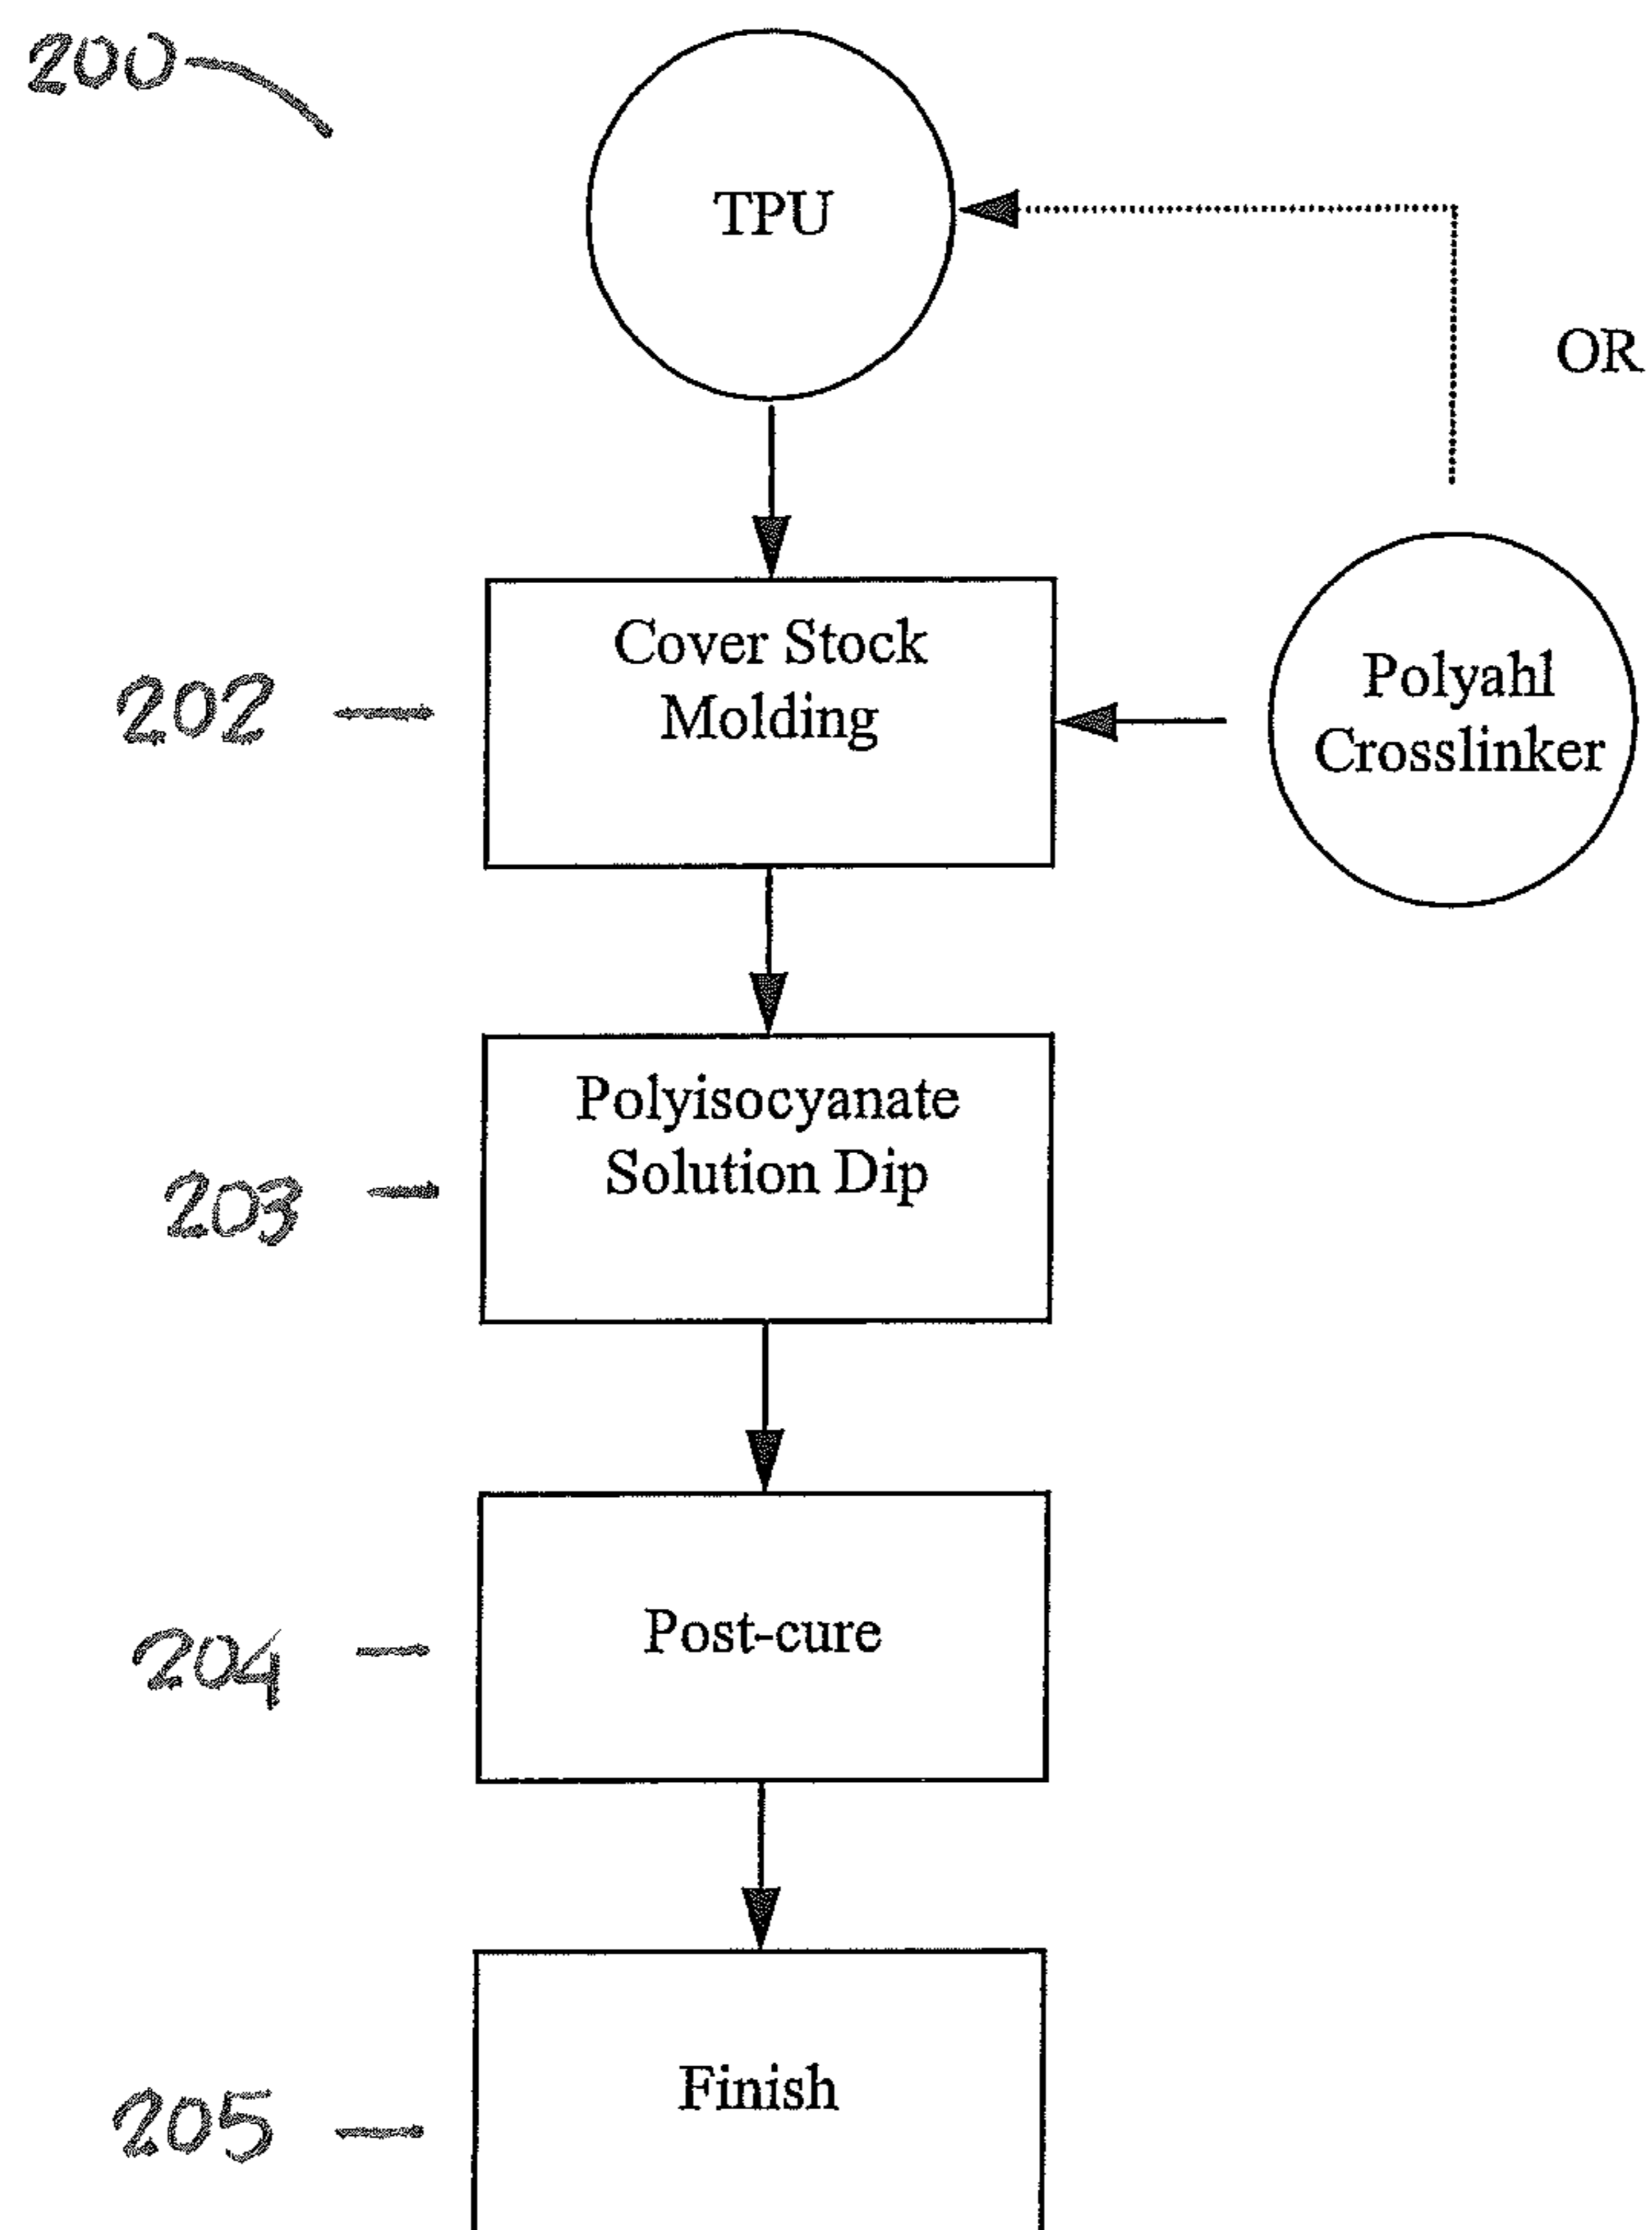 200
TPU
OR
Cover Stock
Molding
202
Polyahl
Crosslinker
Polyisocyanate
Solution Dip
203
Post-cure
204
Finish
205